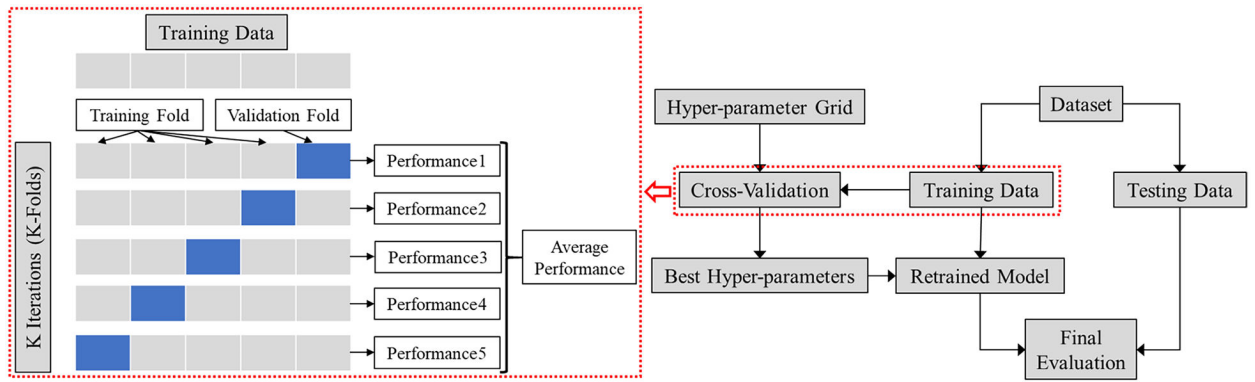 Training Data
Training Fold
Validation Fold
K Iterations (K-Folds)
Performance1
Performance2
Performance3
Performance4
Performance5
Average
Performance
Hyper-parameter Grid
Dataset
Cross-Validation
Training Data
Testing Data
Best Hyper-parameters
Retrained Model
Final
Evaluation